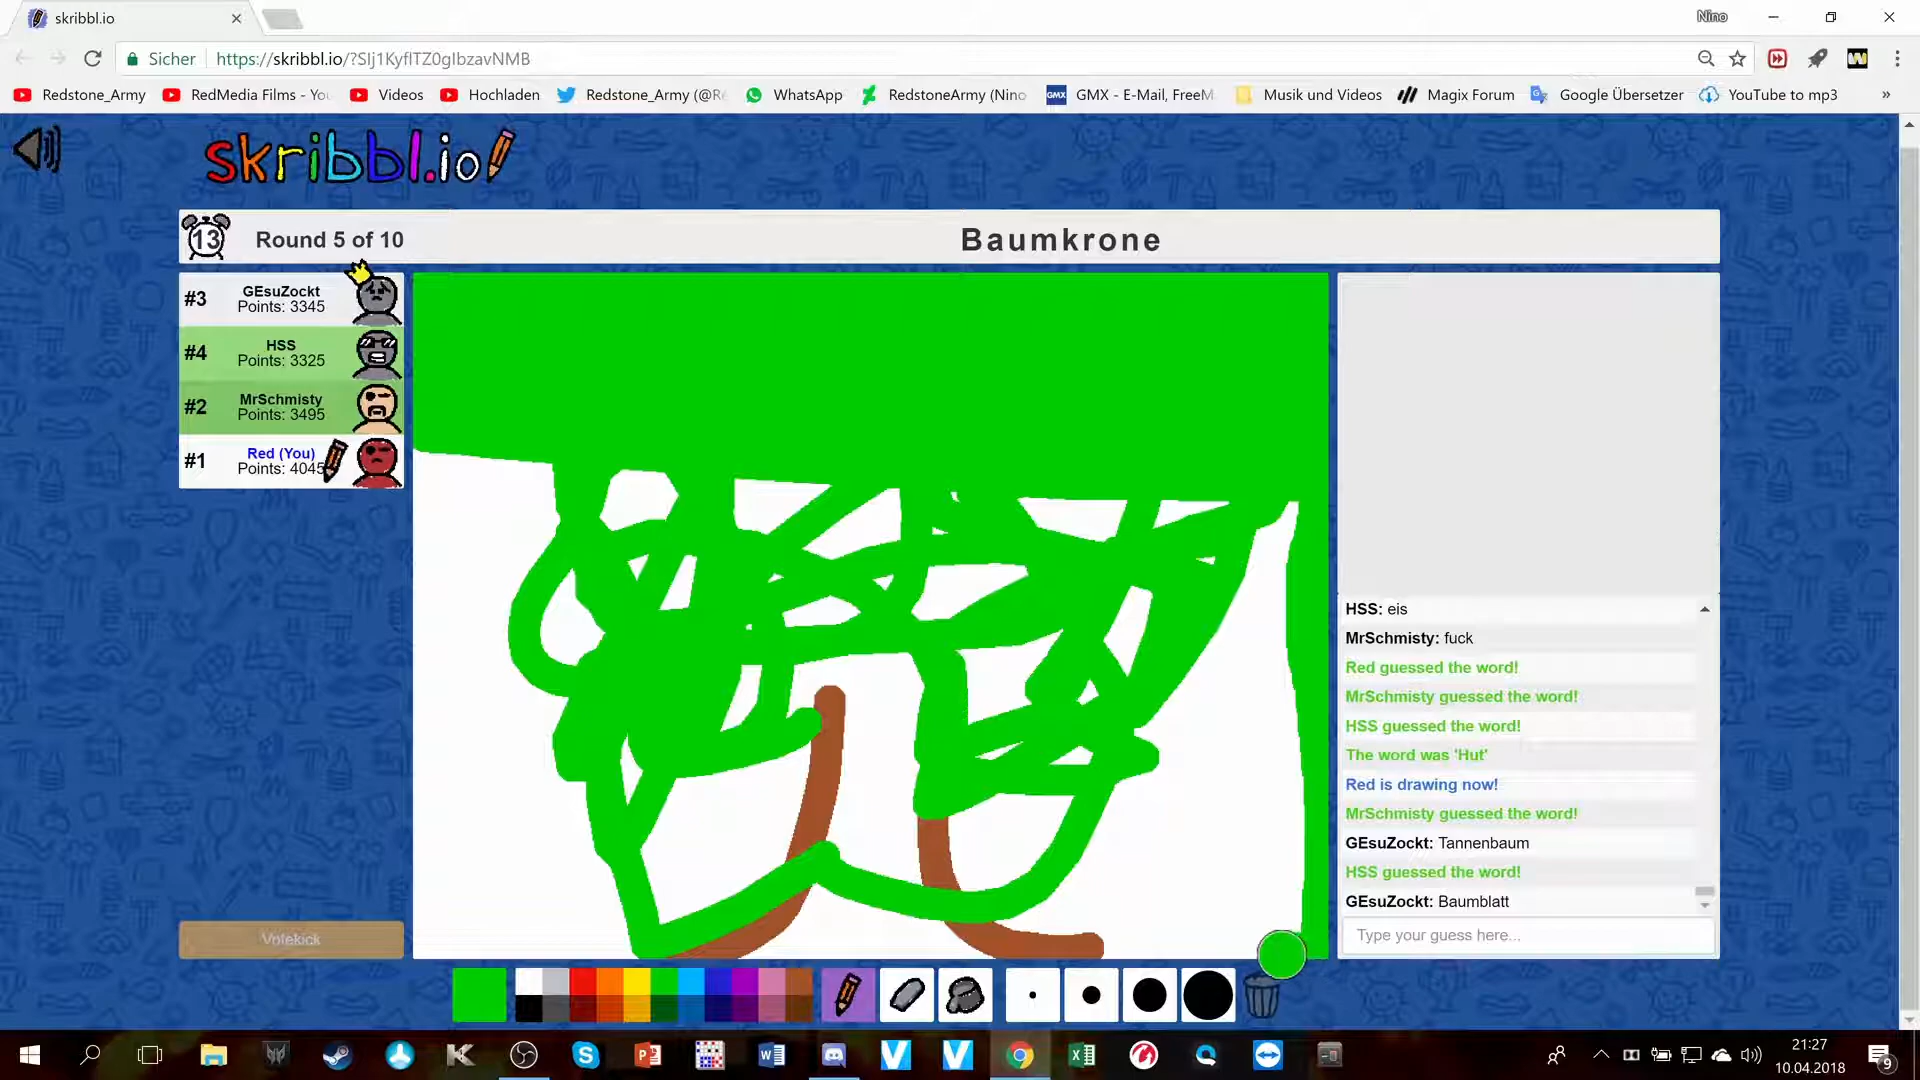 skribbl.io
Nino
Sicher https://skribbl.io/?SIj1KyflTZ0gIbzavNMB
Redstone_Army RedMedia Films - You Videos Hochladen Redstone_Army (@Re WhatsApp RedstoneArmy (Nino GMX - E-Mail, FreeM Musik und Videos Magix Forum Google Übersetzer YouTube to mp3 »
skribbl.io
13 Round 5 of 10 Baumkrone
#3 GEsuZockt
Points: 3345
#4 HSS
Points: 3325
#2 MrSchmisty
Points: 3495
#1 Red (You)
Points: 4045
HSS: eis
MrSchmisty: fuck
Red guessed the word!
MrSchmisty guessed the word!
HSS guessed the word!
The word was 'Hut'
Red is drawing now!
MrSchmisty guessed the word!
GEsuZockt: Tannenbaum
HSS guessed the word!
GEsuZockt: Baumblatt
Type your guess here...
Votekick
21:27
10.04.2018
9